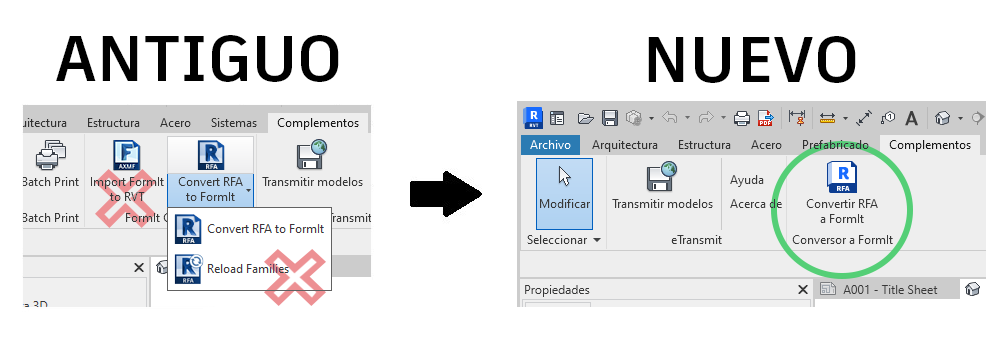 ANTIGUO
uitectura Estructura Acero Sistemas Complementos
Batch Print
AXMF
Import FormIt
to RVT
RFA
Convert RFA
to FormIt
Transmitir modelos
Batch Print FormIt C Transmit
RFA Convert RFA to FormIt
RFA Reload Families
ra 3D
NUEVO
R RVT PDF A
Archivo Arquitectura Estructura Acero Prefabricado Complementos
Modificar
Transmitir modelos
Ayuda
Acerca de
R RFA
Convertir RFA
a FormIt
Seleccionar eTransmit Conversor a FormIt
Propiedades
A001 - Title Sheet